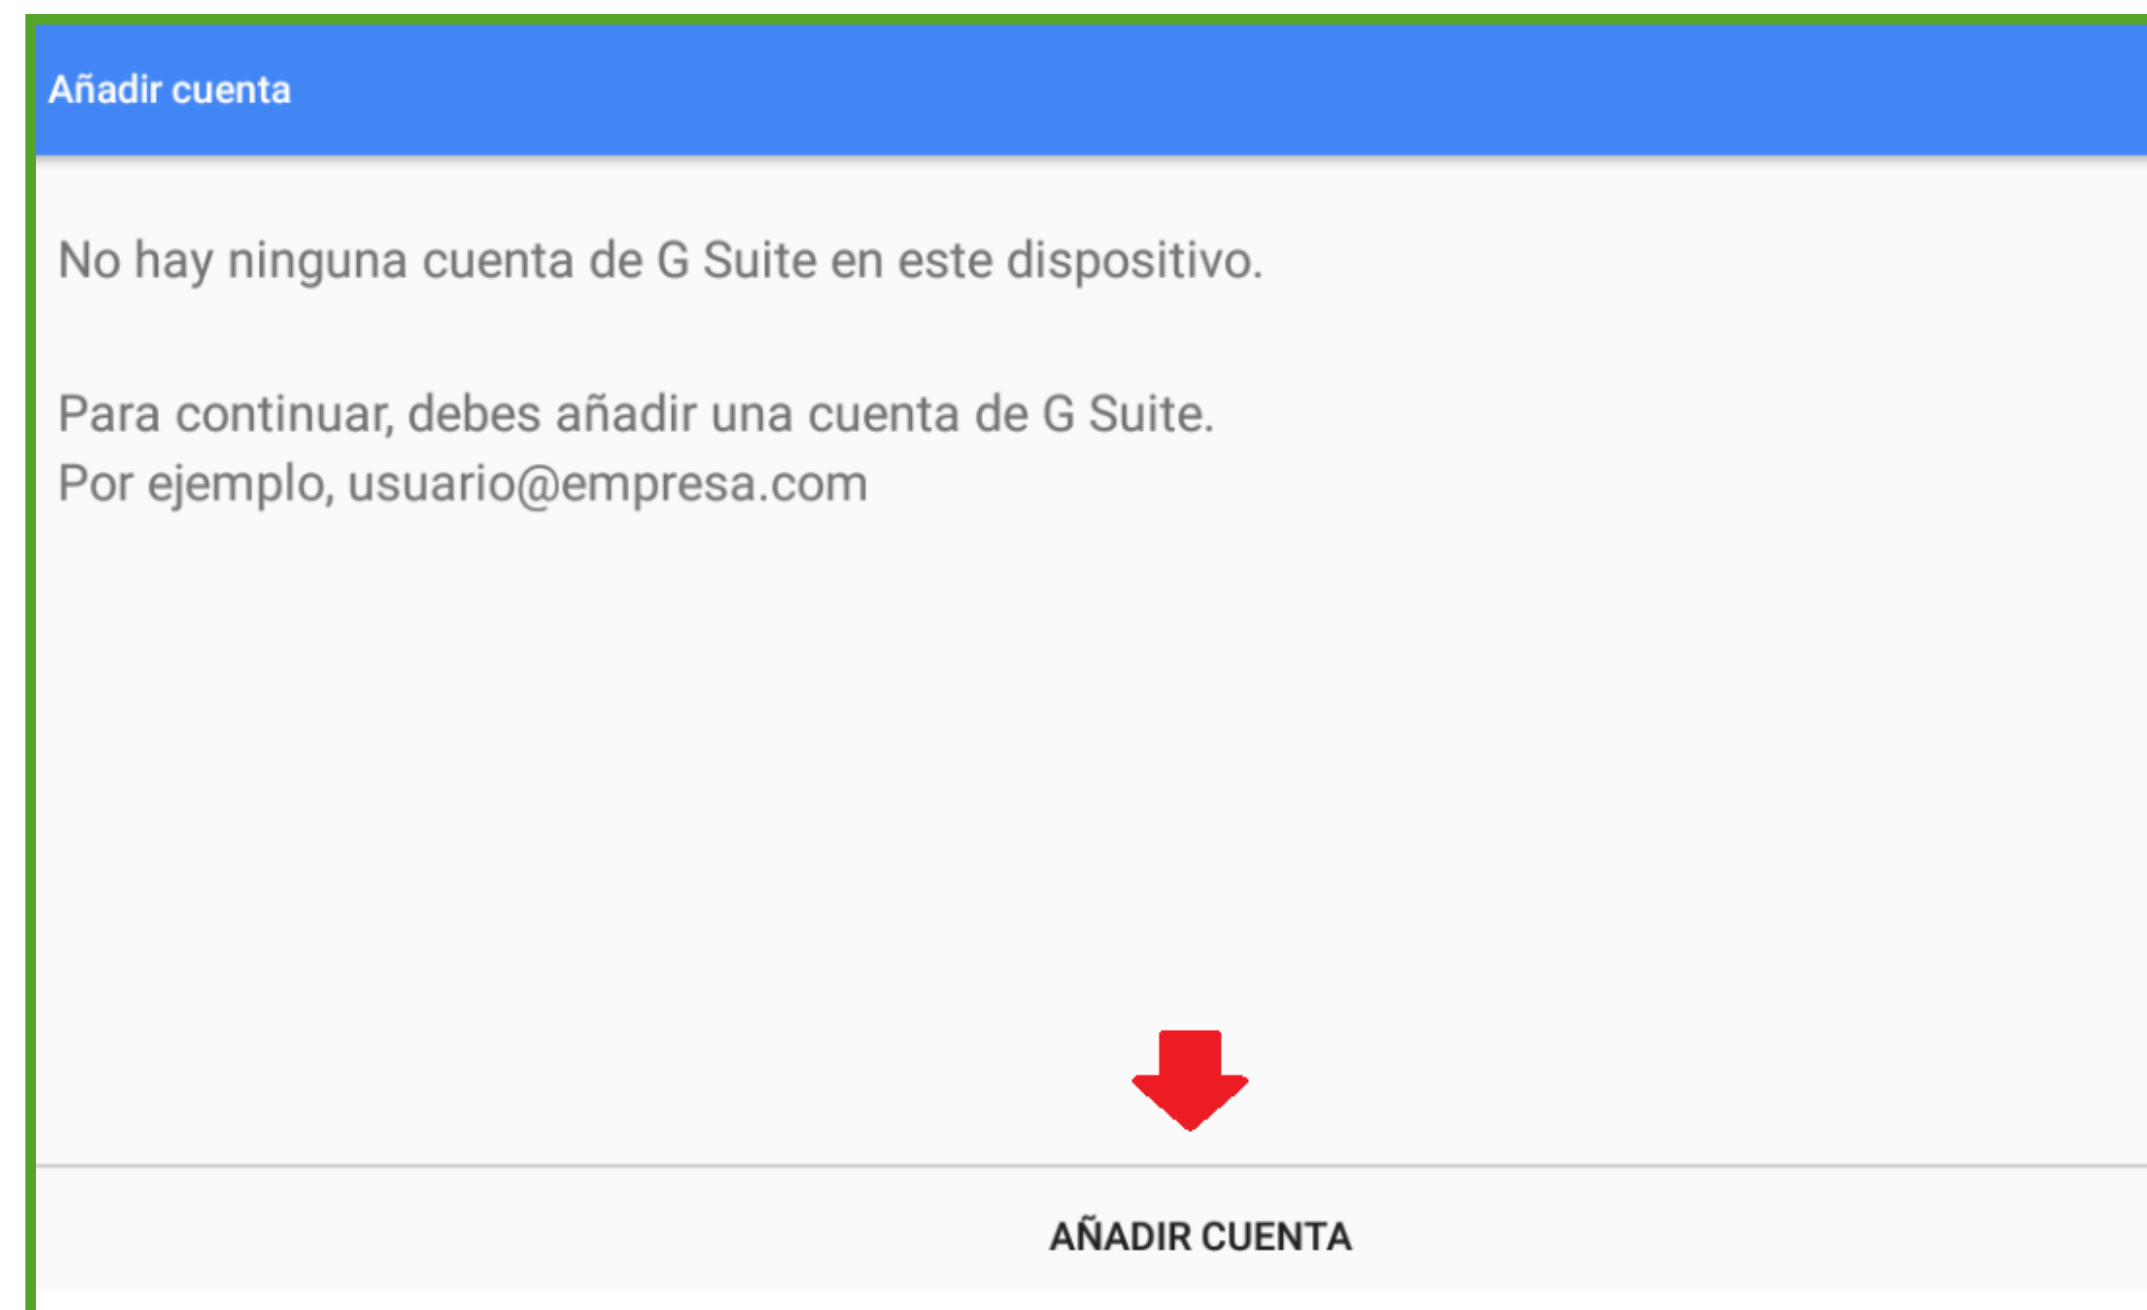 Añadir cuenta
No hay ninguna cuenta de G Suite en este dispositivo.
Para continuar, debes añadir una cuenta de G Suite.
Por ejemplo, usuario@empresa.com
AÑADIR CUENTA